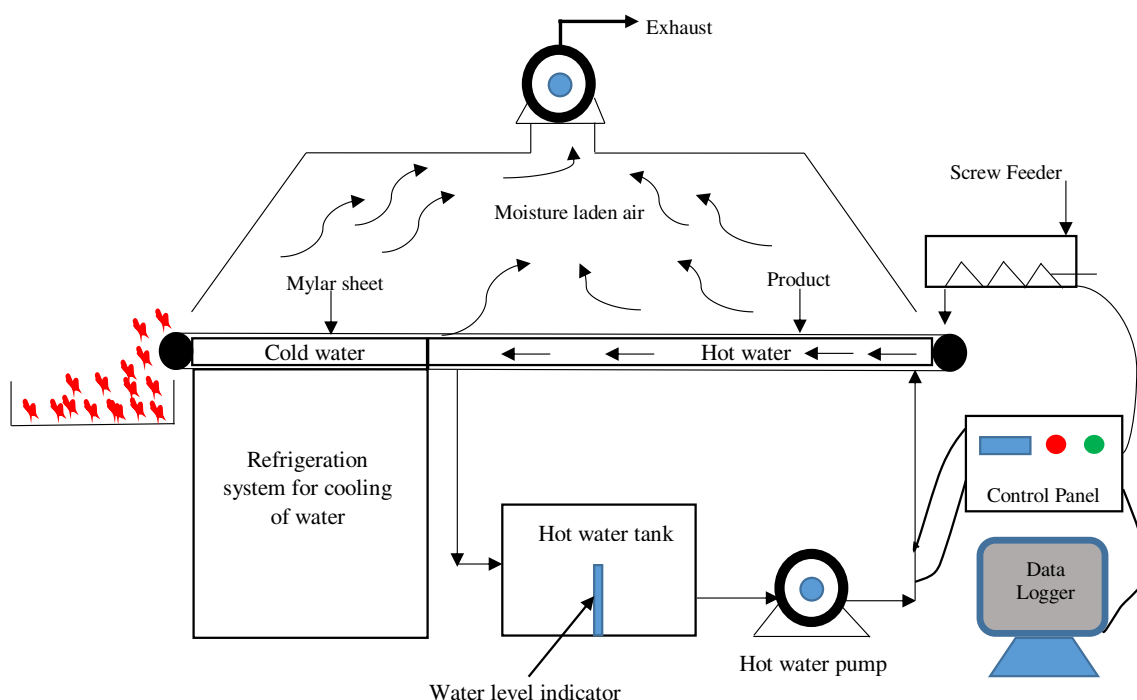 Exhaust
Screw Feeder
Moisture laden air
Mylar sheet
Product
Cold water
Hot water
Refrigeration
system for cooling
of water
Hot water tank
Control Panel
Data
Logger
Hot water pump
Water level indicator